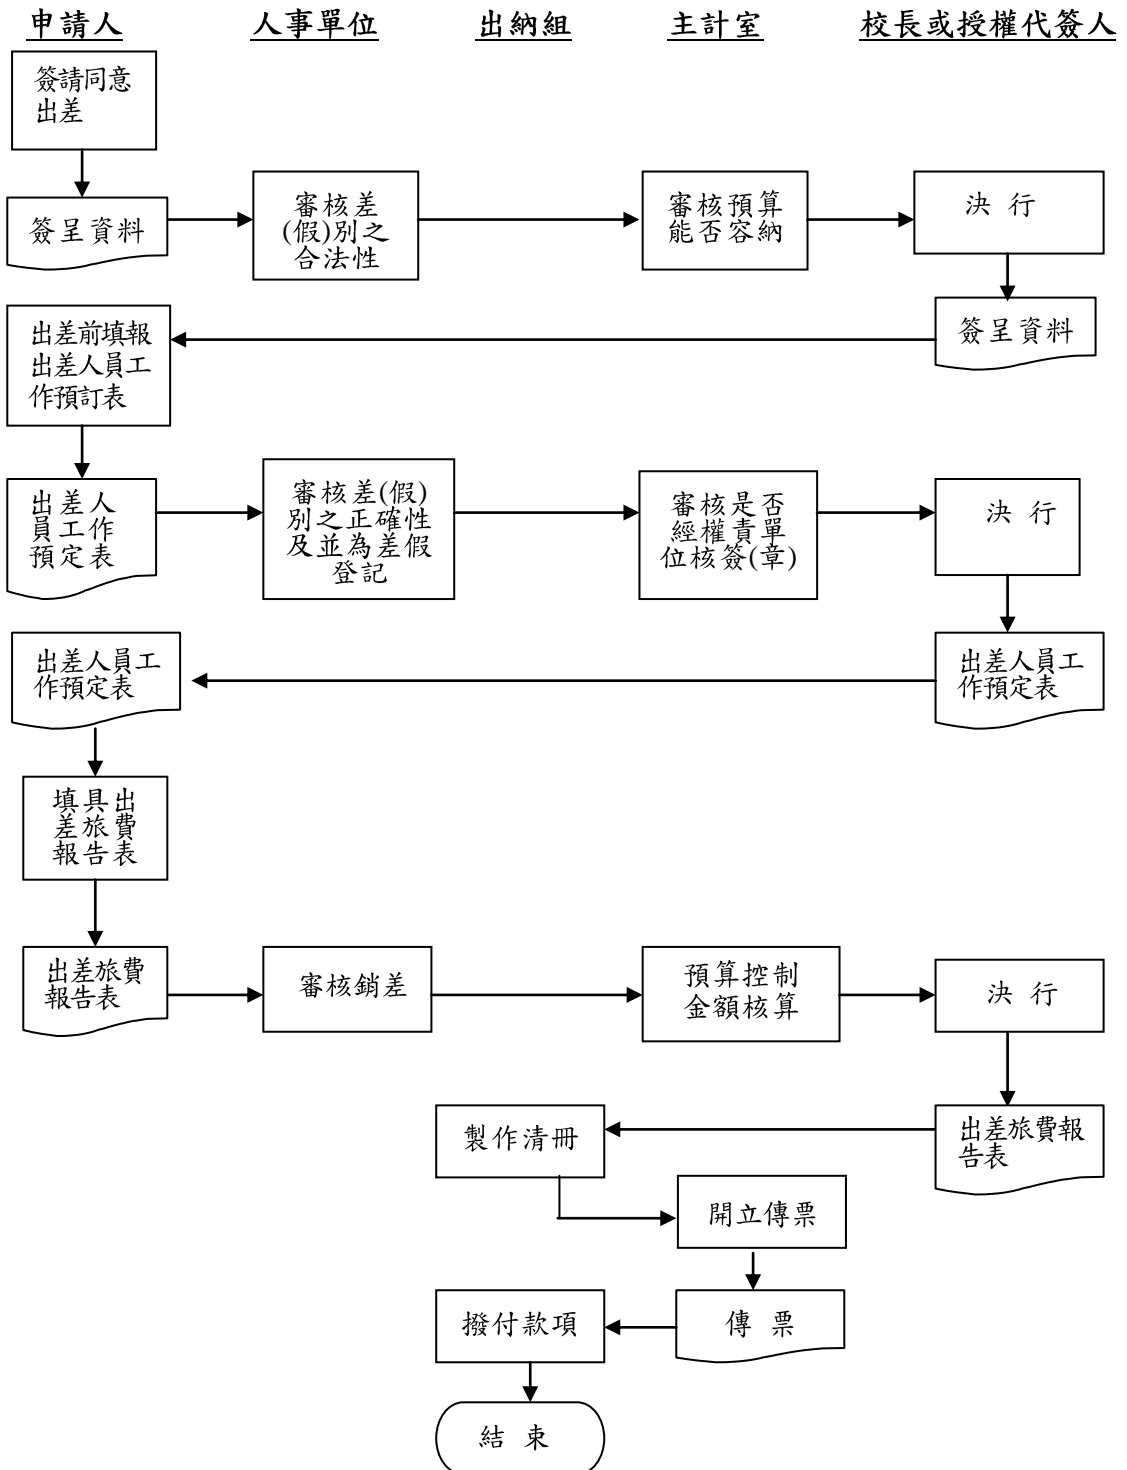 申請人 人事單位 出納組 主計室 校長或授權代簽人
簽請同意
出差
簽呈資料
審核差
(假)別之
合法性
審核預算
能否容納
決 行
簽呈資料
出差前填報
出差人員工
作預訂表
出差人
員工作
預定表
審核差(假)
別之正確性
及並為差假
登記
審核是否
經權責單
位核簽(章)
決 行
出差人員工
作預定表
出差人員工
作預定表
填具出
差旅費
報告表
出差旅費
報告表
審核銷差
預算控制
金額核算
決 行
出差旅費報
告表
製作清冊
開立傳票
傳 票
撥付款項
結 束